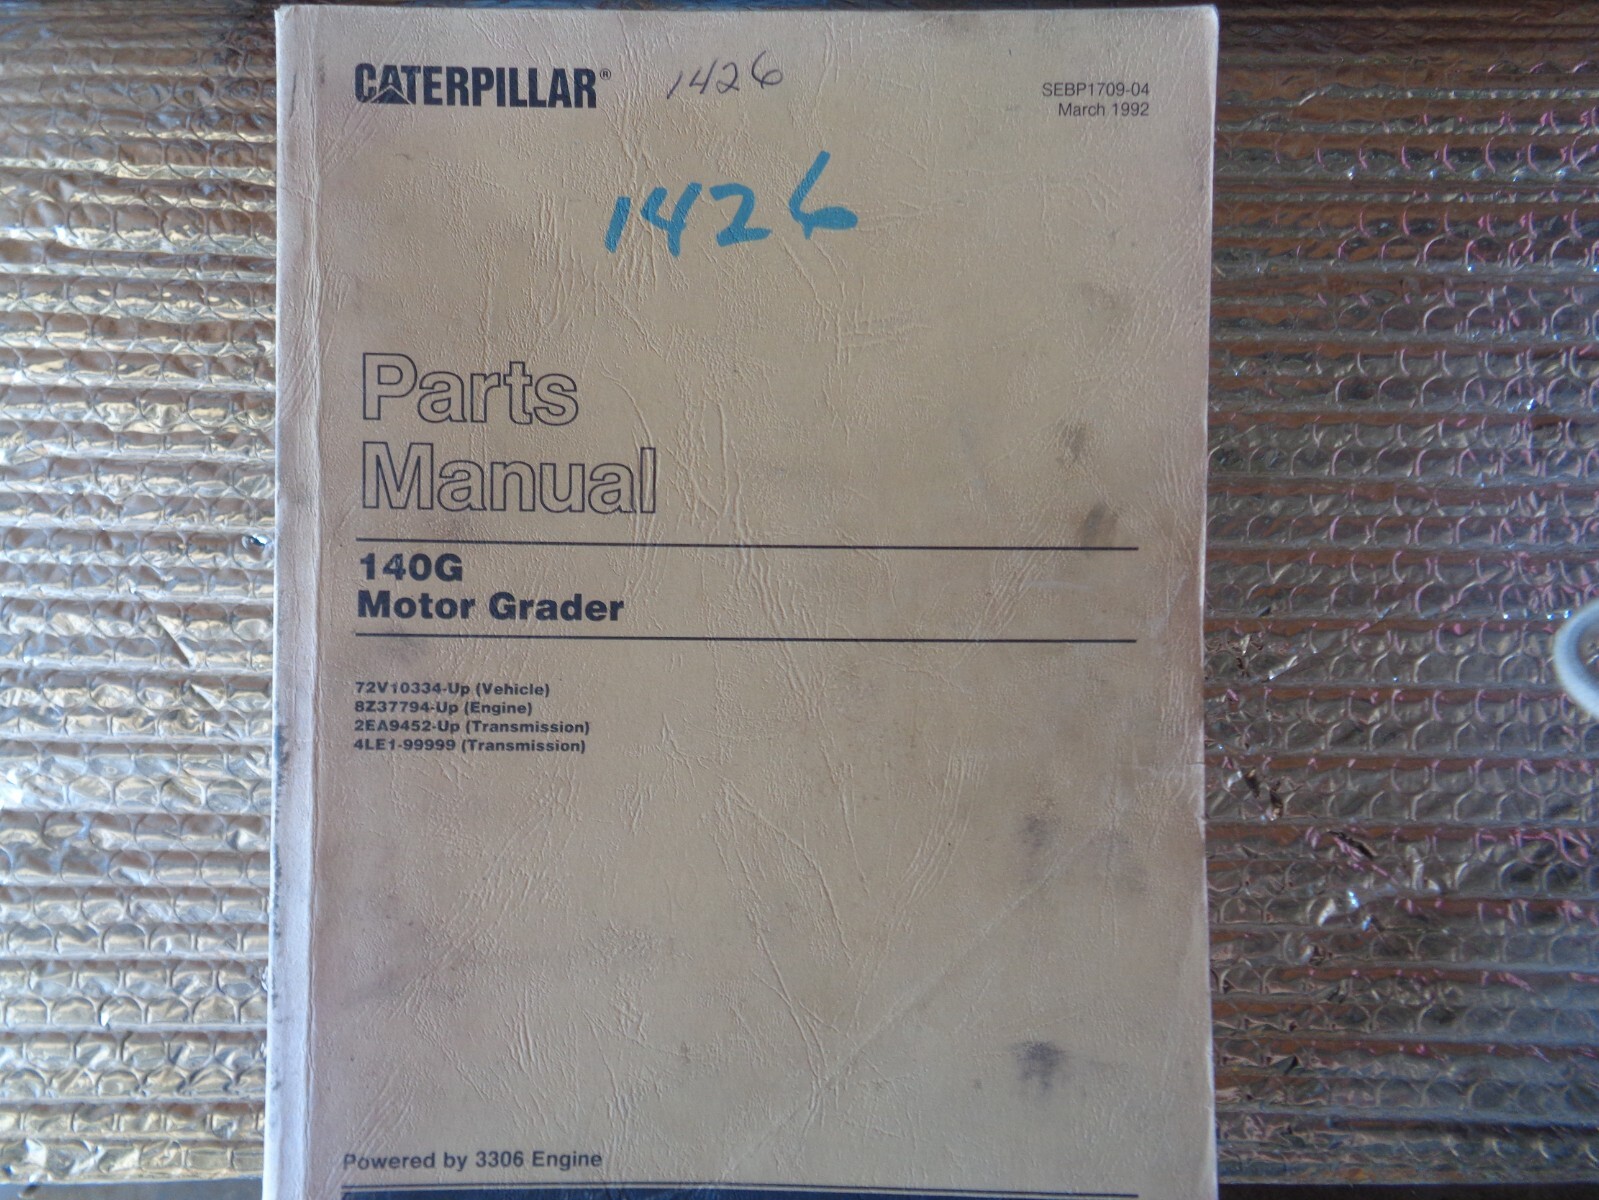 CATERPILLAR® 1426
SEBP1709-04
March 1992
1426
Parts
Manual
140G
Motor Grader
72V10334-Up (Vehicle)
8Z37794-Up (Engine)
2EA9452-Up (Transmission)
4LE1-99999 (Transmission)
Powered by 3306 Engine